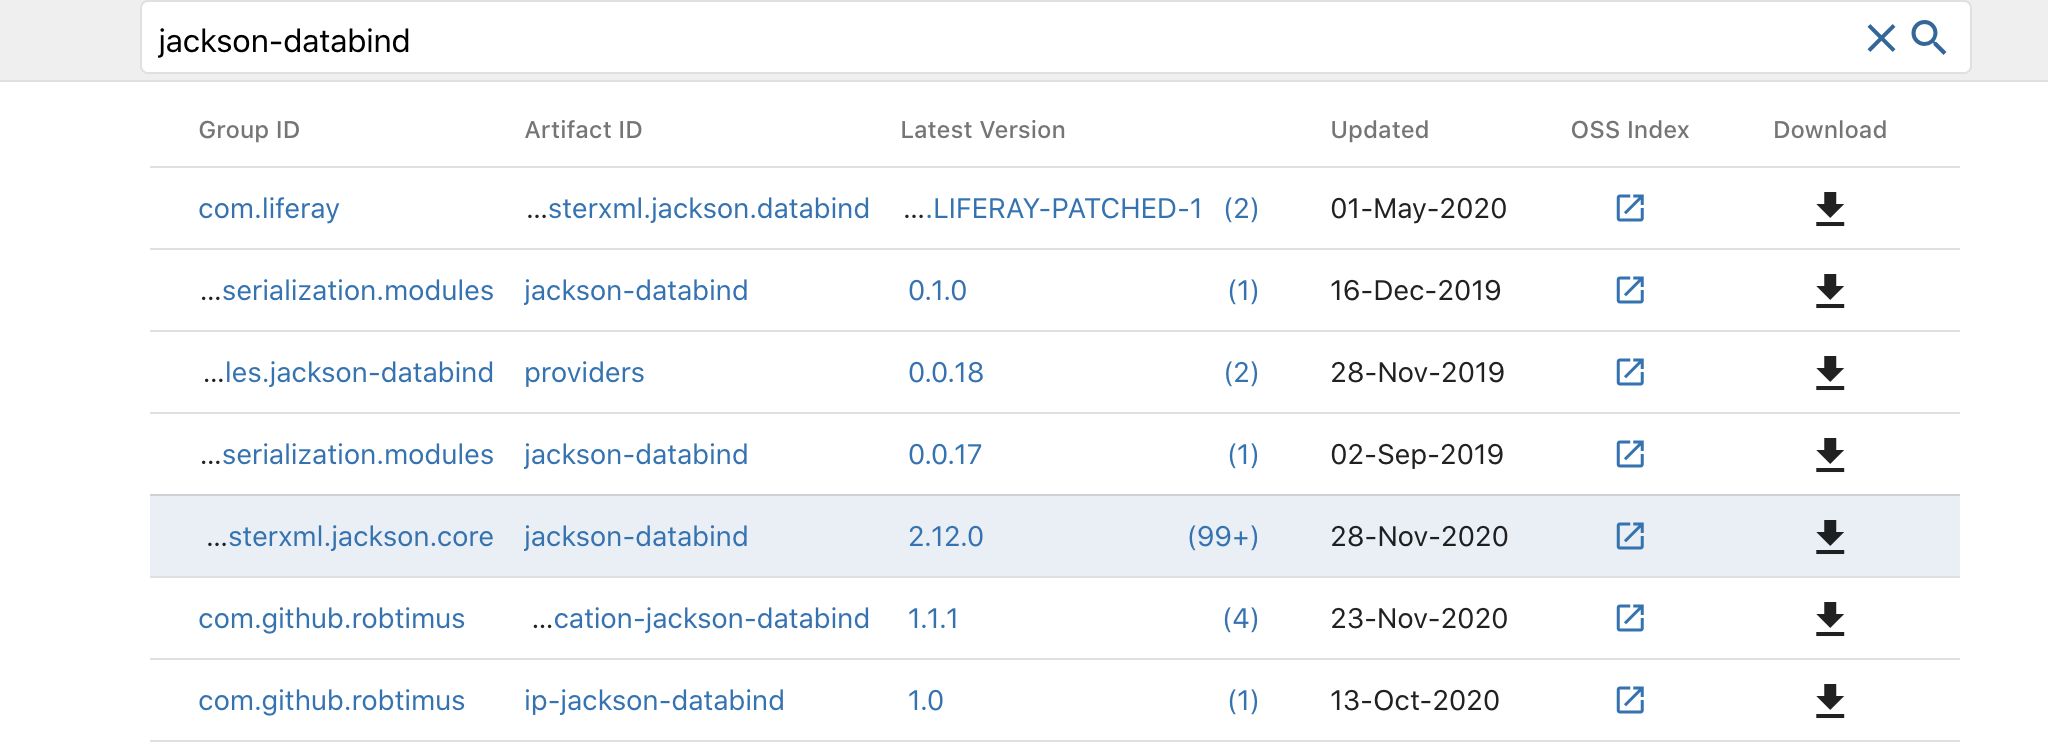 jackson-databind
Group ID Artifact ID Latest Version Updated OSS Index Download
com.liferay ...sterxml.jackson.databind ....LIFERAY-PATCHED-1 (2) 01-May-2020
...serialization.modules jackson-databind 0.1.0 (1) 16-Dec-2019
...les.jackson-databind providers 0.0.18 (2) 28-Nov-2019
...serialization.modules jackson-databind 0.0.17 (1) 02-Sep-2019
...sterxml.jackson.core jackson-databind 2.12.0 (99+) 28-Nov-2020
com.github.robtimus ...cation-jackson-databind 1.1.1 (4) 23-Nov-2020
com.github.robtimus ip-jackson-databind 1.0 (1) 13-Oct-2020